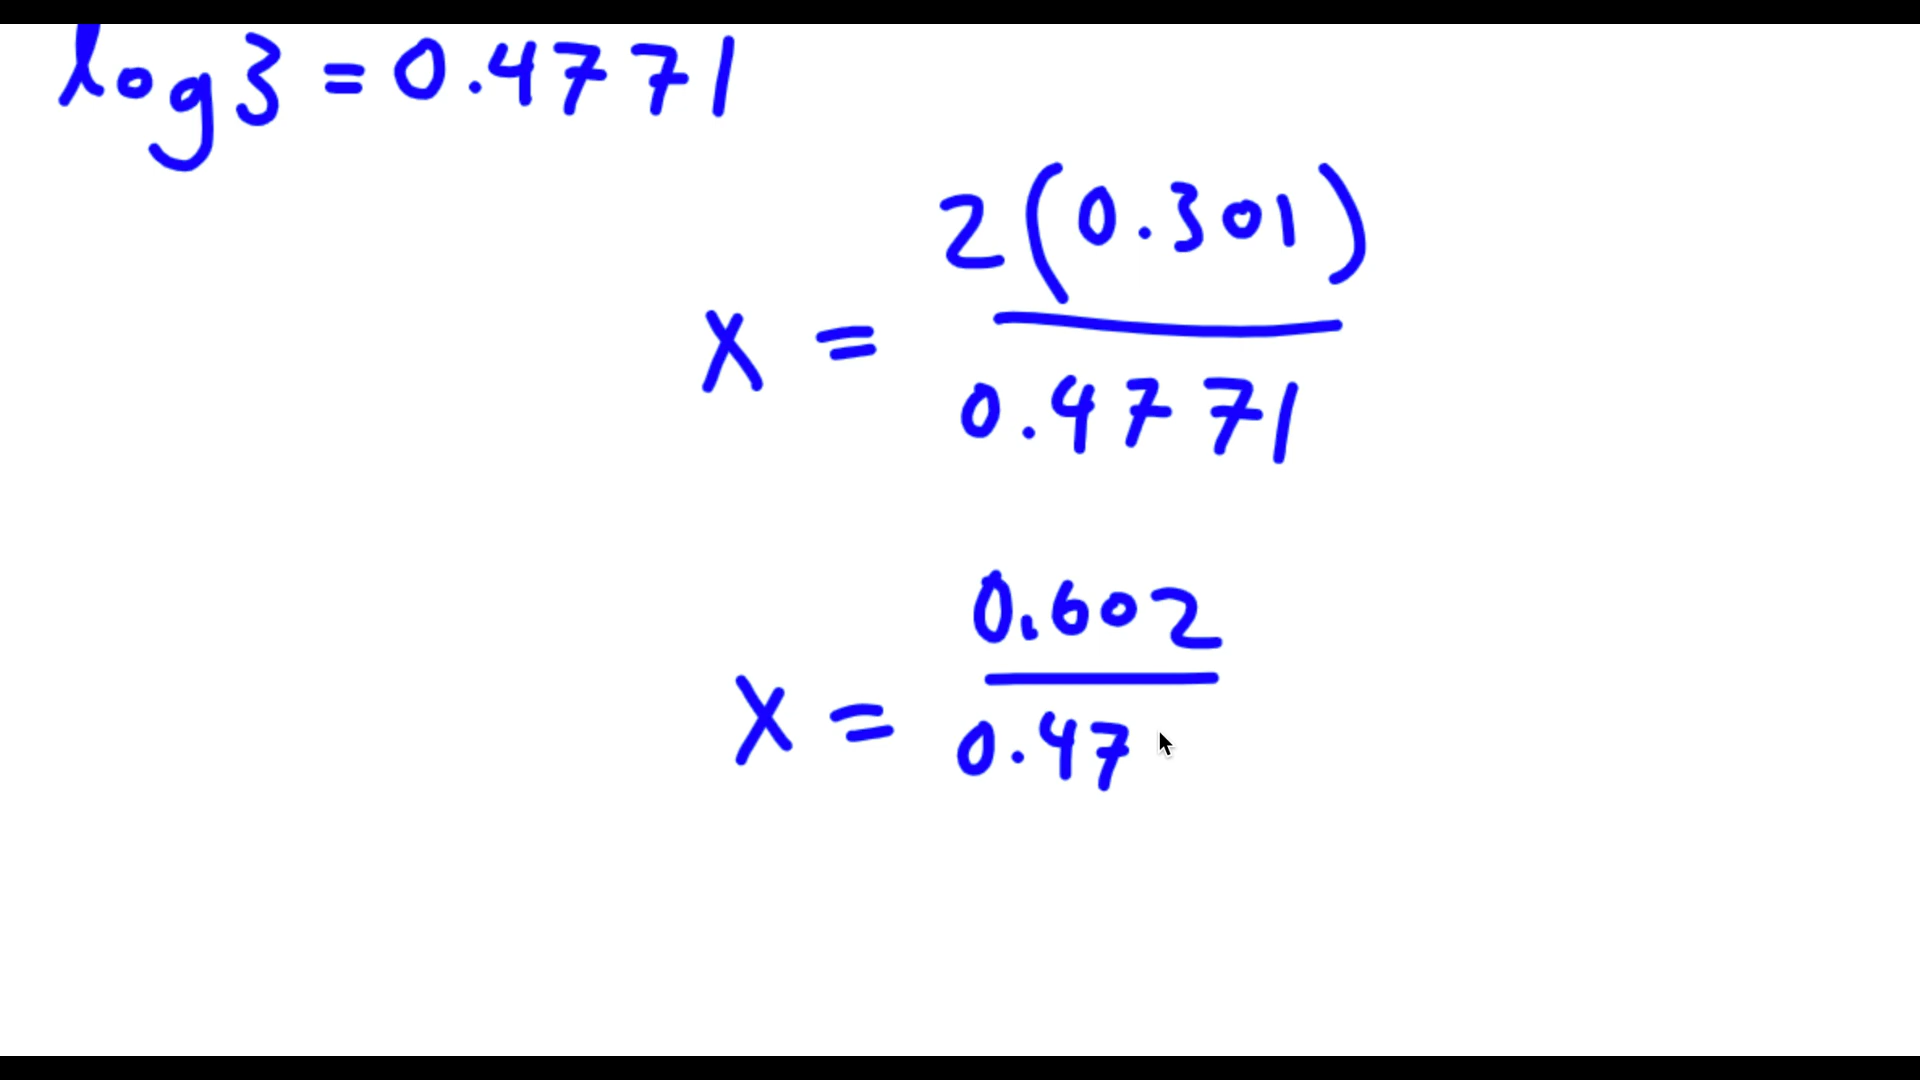 log3 = 0.4771
x = 2(0.301) / 0.4771
x = 0.602 / 0.47